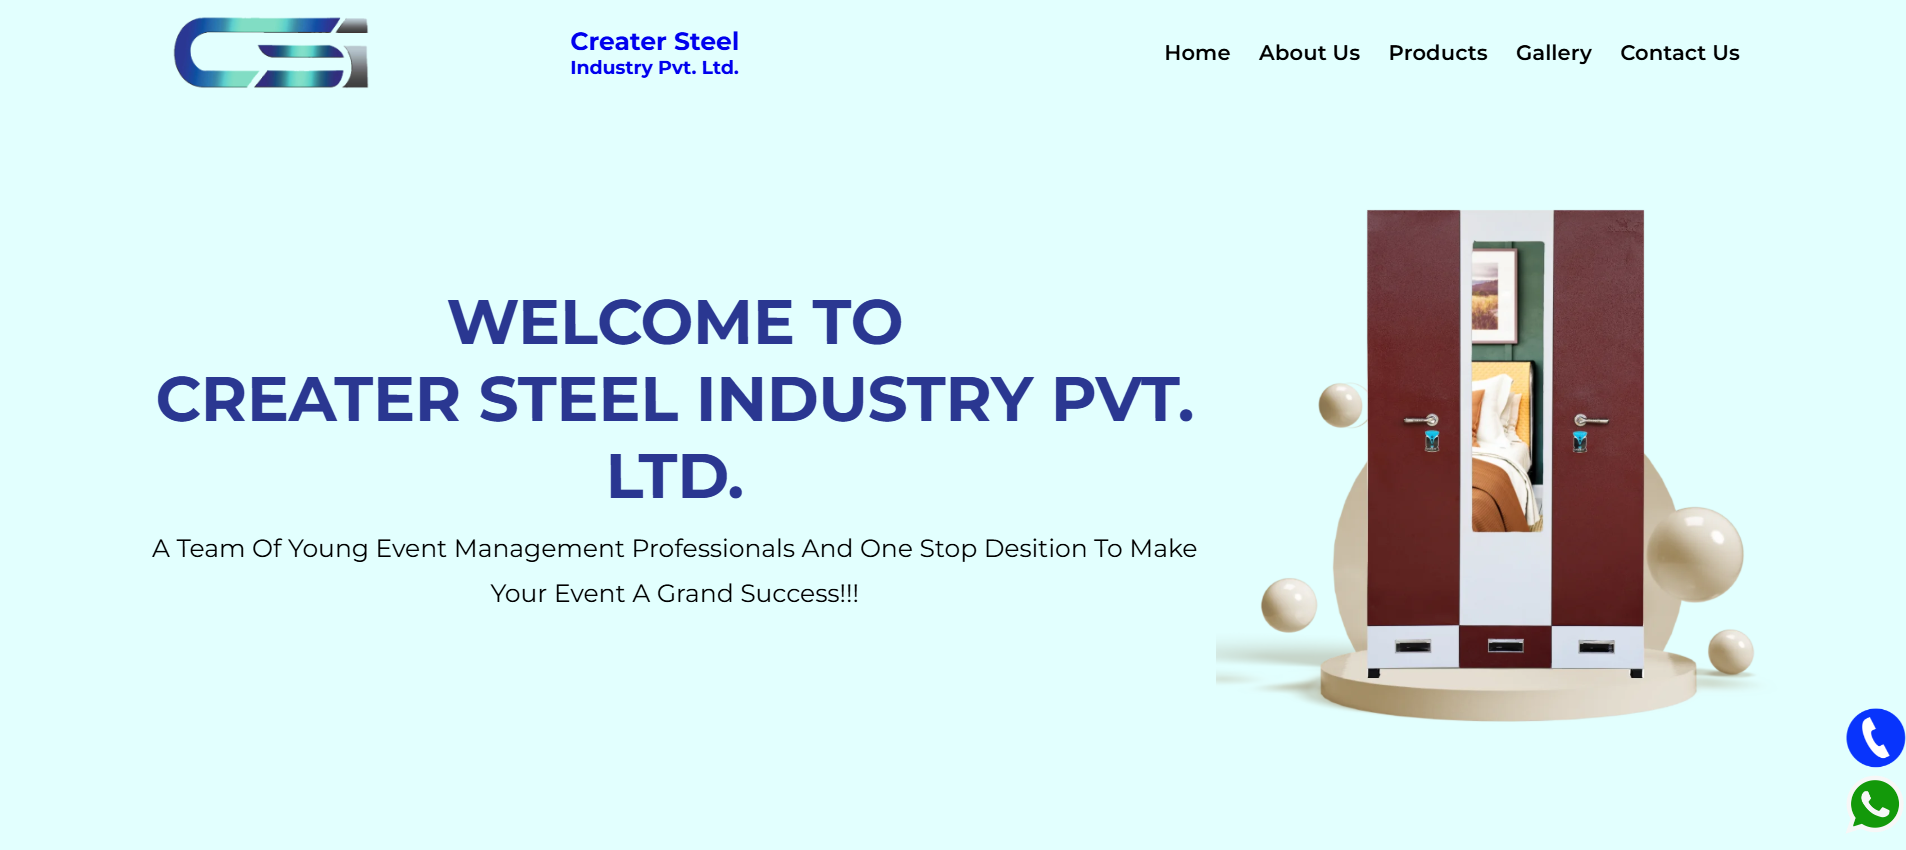 CSi
Creater Steel
Industry Pvt. Ltd.
Home About Us Products Gallery Contact Us
WELCOME TO
CREATER STEEL INDUSTRY PVT.
LTD.
A Team Of Young Event Management Professionals And One Stop Desition To Make
Your Event A Grand Success!!!